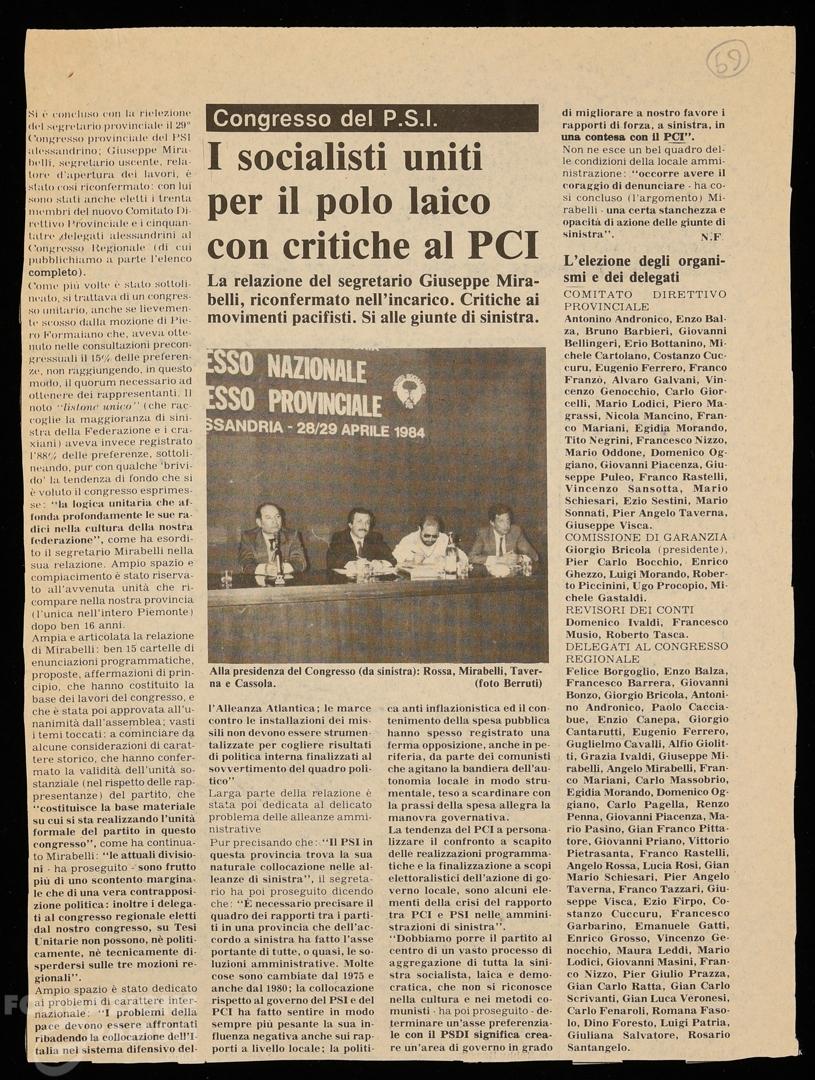 59
Si è concluso con la rielezione
del segretario provinciale il 29°
Congresso provinciale del PSI
alessandrino; Giuseppe Mira-
belli, segretario uscente, rela-
tore d'apertura dei lavori, è
stato così riconfermato: con lui
sono stati anche eletti i trenta
membri del nuovo Comitato Di-
rettivo Provinciale e i cinquan-
tatre delegati alessandrini al
Congresso Regionale (di cui
pubblichiamo a parte l'elenco
completo).
Come più volte è stato sottoli-
neato, si trattava di un congres-
so unitario, anche se lievemen-
te scosso dalla mozione di Pie-
ro Formaiano che, aveva otte-
nuto nelle consultazioni precon-
gressuali il 15% delle preferen-
ze, non raggiungendo, in questo
modo, il quorum necessario ad
ottenere dei rappresentanti. Il
noto "listone unico" (che rac-
coglie la maggioranza di sini-
stra della Federazione e i cra-
xiani) aveva invece registrato
l'88% delle preferenze, sottoli-
neando, pur con qualche 'brivi-
do' la tendenza di fondo che si
è voluto il congresso esprimes-
se: "la logica unitaria che af-
fonda profondamente le sue ra-
dici nella cultura della nostra
federazione", come ha esordi-
to il segretario Mirabelli nella
sua relazione. Ampio spazio e
compiacimento è stato riserva-
to all'avvenuta unità che ri-
compare nella nostra provincia
(l'unica nell'intero Piemonte)
dopo ben 16 anni.
Ampia e articolata la relazione
di Mirabelli: ben 15 cartelle di
enunciazioni programmatiche,
proposte, affermazioni di prin-
cipio, che hanno costituito la
base dei lavori del congresso, e
che è stata poi approvata all'u-
nanimità dall'assemblea; vasti
i temi toccati: a cominciare da
alcune considerazioni di carat-
tere storico, che hanno confer-
mato la validità dell'unità so-
stanziale (nel rispetto delle rap-
presentanze) del partito, che
"costituisce la base materiale
su cui si sta realizzando l'unità
formale del partito in questo
congresso", come ha continua-
to Mirabelli: "le attuali divisio-
ni - ha proseguito - sono frutto
più di uno scontento margina-
le che di una vera contrapposi-
zione politica: inoltre i delega-
ti al congresso regionale eletti
dal nostro congresso, su Tesi
Unitarie non possono, nè politi-
camente, nè tecnicamente di-
sperdersi sulle tre mozioni re-
gionali".
Ampio spazio è stato dedicato
ai problemi di carattere inter-
nazionale: "I problemi della
pace devono essere affrontati
ribadendo la collocazione dell'I-
talia nel sistema difensivo del-
Congresso del P.S.I.
I socialisti uniti
per il polo laico
con critiche al PCI
La relazione del segretario Giuseppe Mira-
belli, riconfermato nell'incarico. Critiche ai
movimenti pacifisti. Si alle giunte di sinistra.
ESSO NAZIONALE
ESSO PROVINCIALE
SSANDRIA - 28/29 APRILE 1984
Alla presidenza del Congresso (da sinistra): Rossa, Mirabelli, Taver-
na e Cassola. (foto Berruti)
l'Alleanza Atlantica; le marce
contro le installazioni dei mis-
sili non devono essere strumen-
talizzate per cogliere risultati
di politica interna finalizzati al
sovvertimento del quadro poli-
tico"
Larga parte della relazione è
stata poi dedicata al delicato
problema delle alleanze ammi-
nistrative
Pur precisando che: "Il PSI in
questa provincia trova la sua
naturale collocazione nelle al-
leanze di sinistra", il segreta-
rio ha poi proseguito dicendo
che: "È necessario precisare il
quadro dei rapporti tra i parti-
ti in una provincia che dell'ac-
cordo a sinistra ha fatto l'asse
portante di tutte, o quasi, le so-
luzioni amministrative. Molte
cose sono cambiate dal 1975 e
anche dal 1980; la collocazione
rispetto al governo del PSI e del
PCI ha fatto sentire in modo
sempre più pesante la sua in-
fluenza negativa anche sui rap-
porti a livello locale; la politi-
ca anti inflazionistica ed il con-
tenimento della spesa pubblica
hanno spesso registrato una
ferma opposizione, anche in pe-
riferia, da parte dei comunisti
che agitano la bandiera dell'au-
tonomia locale in modo stru-
mentale, teso a scardinare con
la prassi della spesa allegra la
manovra governativa.
La tendenza del PCI a persona-
lizzare il confronto a scapito
delle realizzazioni programma-
tiche e la finalizzazione a scopi
elettoralistici dell'azione di go-
verno locale, sono alcuni ele-
menti della crisi del rapporto
tra PCI e PSI nelle ammini-
strazioni di sinistra".
"Dobbiamo porre il partito al
centro di un vasto processo di
aggregazione di tutta la sini-
stra socialista, laica e demo-
cratica, che non si riconosce
nella cultura e nei metodi co-
munisti - ha poi proseguito - de-
terminare un'asse preferenzia-
le con il PSDI significa crea-
re un'area di governo in grado
di migliorare a nostro favore i
rapporti di forza, a sinistra, in
una contesa con il PCI".
Non ne esce un bel quadro del-
le condizioni della locale ammi-
nistrazione: "occorre avere il
coraggio di denunciare - ha co-
si concluso (l'argomento) Mi-
rabelli - una certa stanchezza e
opacità di azione delle giunte di
sinistra". N.F
L'elezione degli organi-
smi e dei delegati
COMITATO DIRETTIVO
PROVINCIALE
Antonino Andronico, Enzo Bal-
za, Bruno Barbieri, Giovanni
Bellingeri, Erio Bottanino, Mi-
chele Cartolano, Costanzo Cuc-
curu, Eugenio Ferrero, Franco
Franzò, Alvaro Galvani, Vin-
cenzo Genocchio, Carlo Gior-
celli, Mario Lodici, Piero Ma-
grassi, Nicola Mancino, Fran-
co Mariani, Egidia Morando,
Tito Negrini, Francesco Nizzo,
Mario Oddone, Domenico Og-
giano, Giovanni Piacenza, Giu-
seppe Puleo, Franco Rastelli,
Vincenzo Sansotta, Mario
Schiesari, Ezio Sestini, Mario
Sonnati, Pier Angelo Taverna,
Giuseppe Visca.
COMISSIONE DI GARANZIA
Giorgio Bricola (presidente),
Pier Carlo Bocchio, Enrico
Ghezzo, Luigi Morando, Rober-
to Piccinini, Ugo Procopio, Mi-
chele Gastaldi.
REVISORI DEI CONTI
Domenico Ivaldi, Francesco
Musio, Roberto Tasca.
DELEGATI AL CONGRESSO
REGIONALE
Felice Borgoglio, Enzo Balza,
Francesco Barrera, Giovanni
Bonzo, Giorgio Bricola, Antoni-
no Andronico, Paolo Caccia-
bue, Enzo Canepa, Giorgio
Cantarutti, Eugenio Ferrero,
Guglielmo Cavalli, Alfio Giolit-
ti, Grazia Ivaldi, Giuseppe Mi-
rabelli, Angelo Mirabelli, Fran-
co Mariani, Carlo Massobrio,
Egidia Morando, Domenico Og-
giano, Carlo Pagella, Renzo
Penna, Giovanni Piacenza, Ma-
rio Pasino, Gian Franco Pitta-
tore, Giovanni Priano, Vittorio
Pietrasanta, Franco Rastelli,
Angelo Rossa, Lucia Rosi, Gian
Mario Schiesari, Pier Angelo
Taverna, Franco Tazzari, Giu-
seppe Visca, Ezio Firpo, Co-
stanzo Cuccuru, Francesco
Garbarino, Emanuele Gatti,
Enrico Grosso, Vincenzo Ge-
nocchio, Maura Leddi, Mario
Lodici, Giovanni Masini, Fran-
co Nizzo, Pier Giulio Prazza,
Gian Carlo Ratta, Gian Carlo
Scrivanti, Gian Luca Veronesi,
Carlo Fenaroli, Romana Faso-
lo, Dino Foresto, Luigi Patria,
Giuliana Salvatore, Rosario
Santangelo.